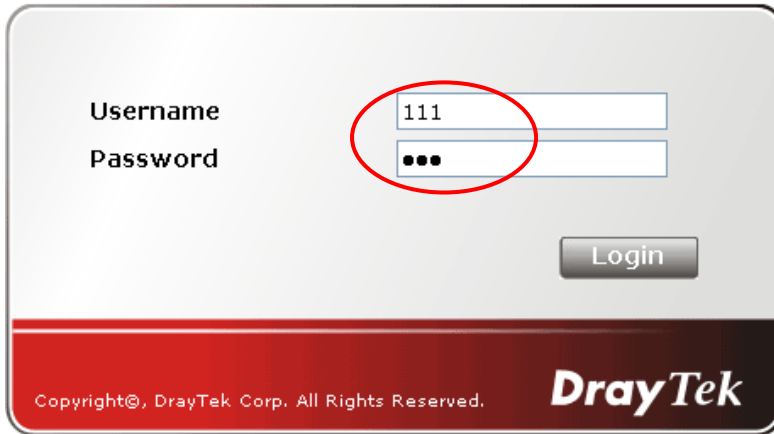 Username 111
Password •••
Login
Copyright©, DrayTek Corp. All Rights Reserved. DrayTek